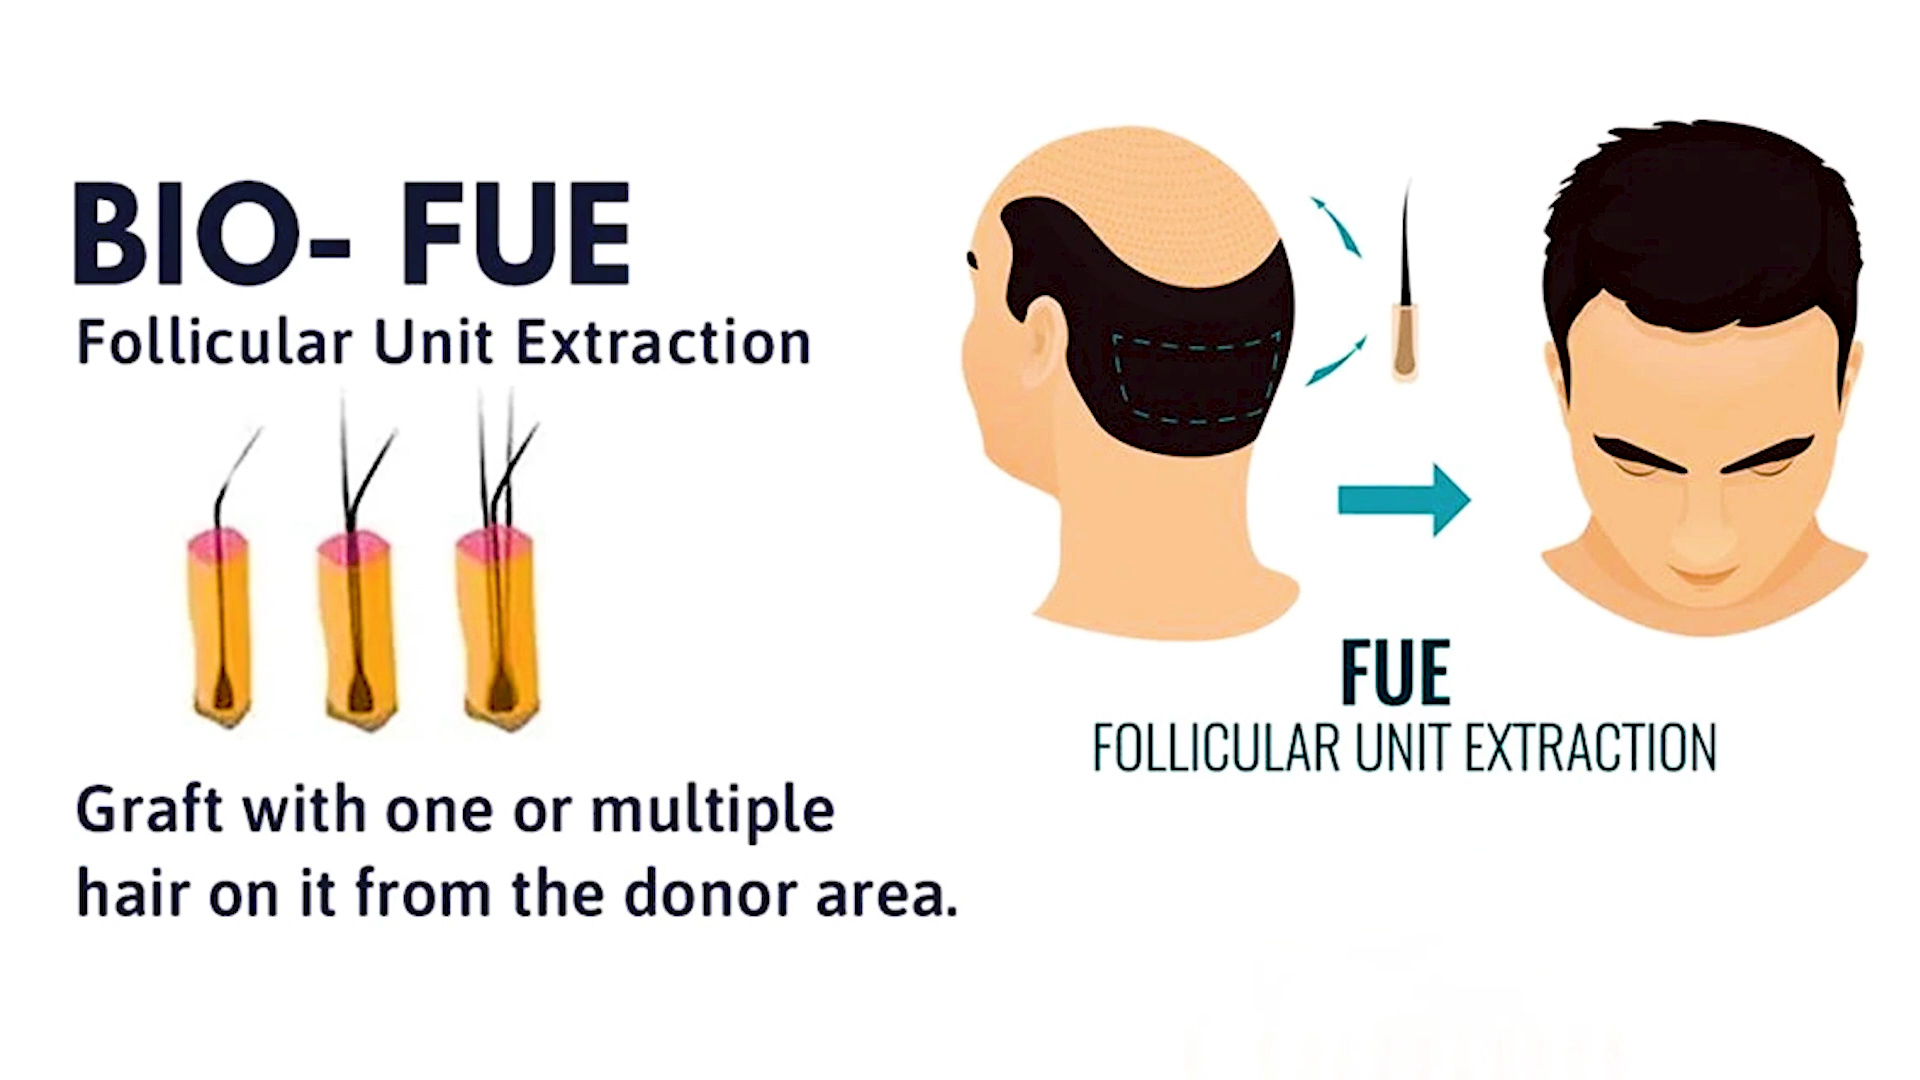 BIO- FUE
Follicular Unit Extraction
Graft with one or multiple
hair on it from the donor area.
FUE
FOLLICULAR UNIT EXTRACTION